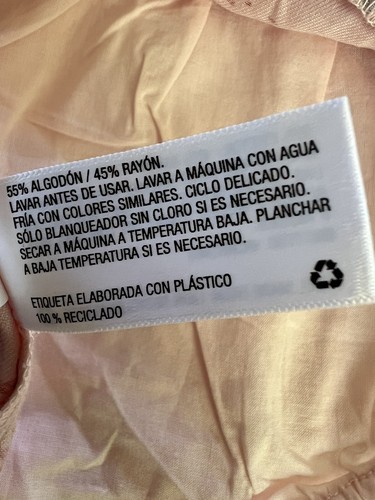 55% ALGODÓN / 45% RAYÓN.
LAVAR ANTES DE USAR. LAVAR A MÁQUINA CON AGUA
FRÍA CON COLORES SIMILARES. CICLO DELICADO.
SÓLO BLANQUEADOR SIN CLORO SI ES NECESARIO.
SECAR A MÁQUINA A TEMPERATURA BAJA. PLANCHAR
A BAJA TEMPERATURA SI ES NECESARIO.
ETIQUETA ELABORADA CON PLÁSTICO
100 % RECICLADO